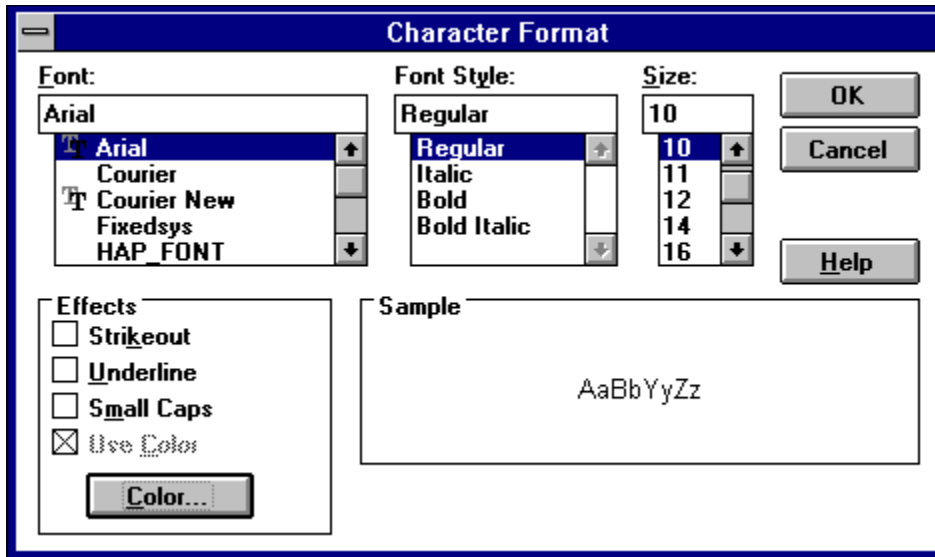 Character Format
Font:
Font Style:
Size:
Arial
Regular
10
OK
Cancel
Help
Arial
Courier
Courier New
Fixedsys
HAP_FONT
Regular
Italic
Bold
Bold Italic
10
11
12
14
16
Effects
Strikeout
Underline
Small Caps
Use Color
Color...
Sample
AaBbYyZz